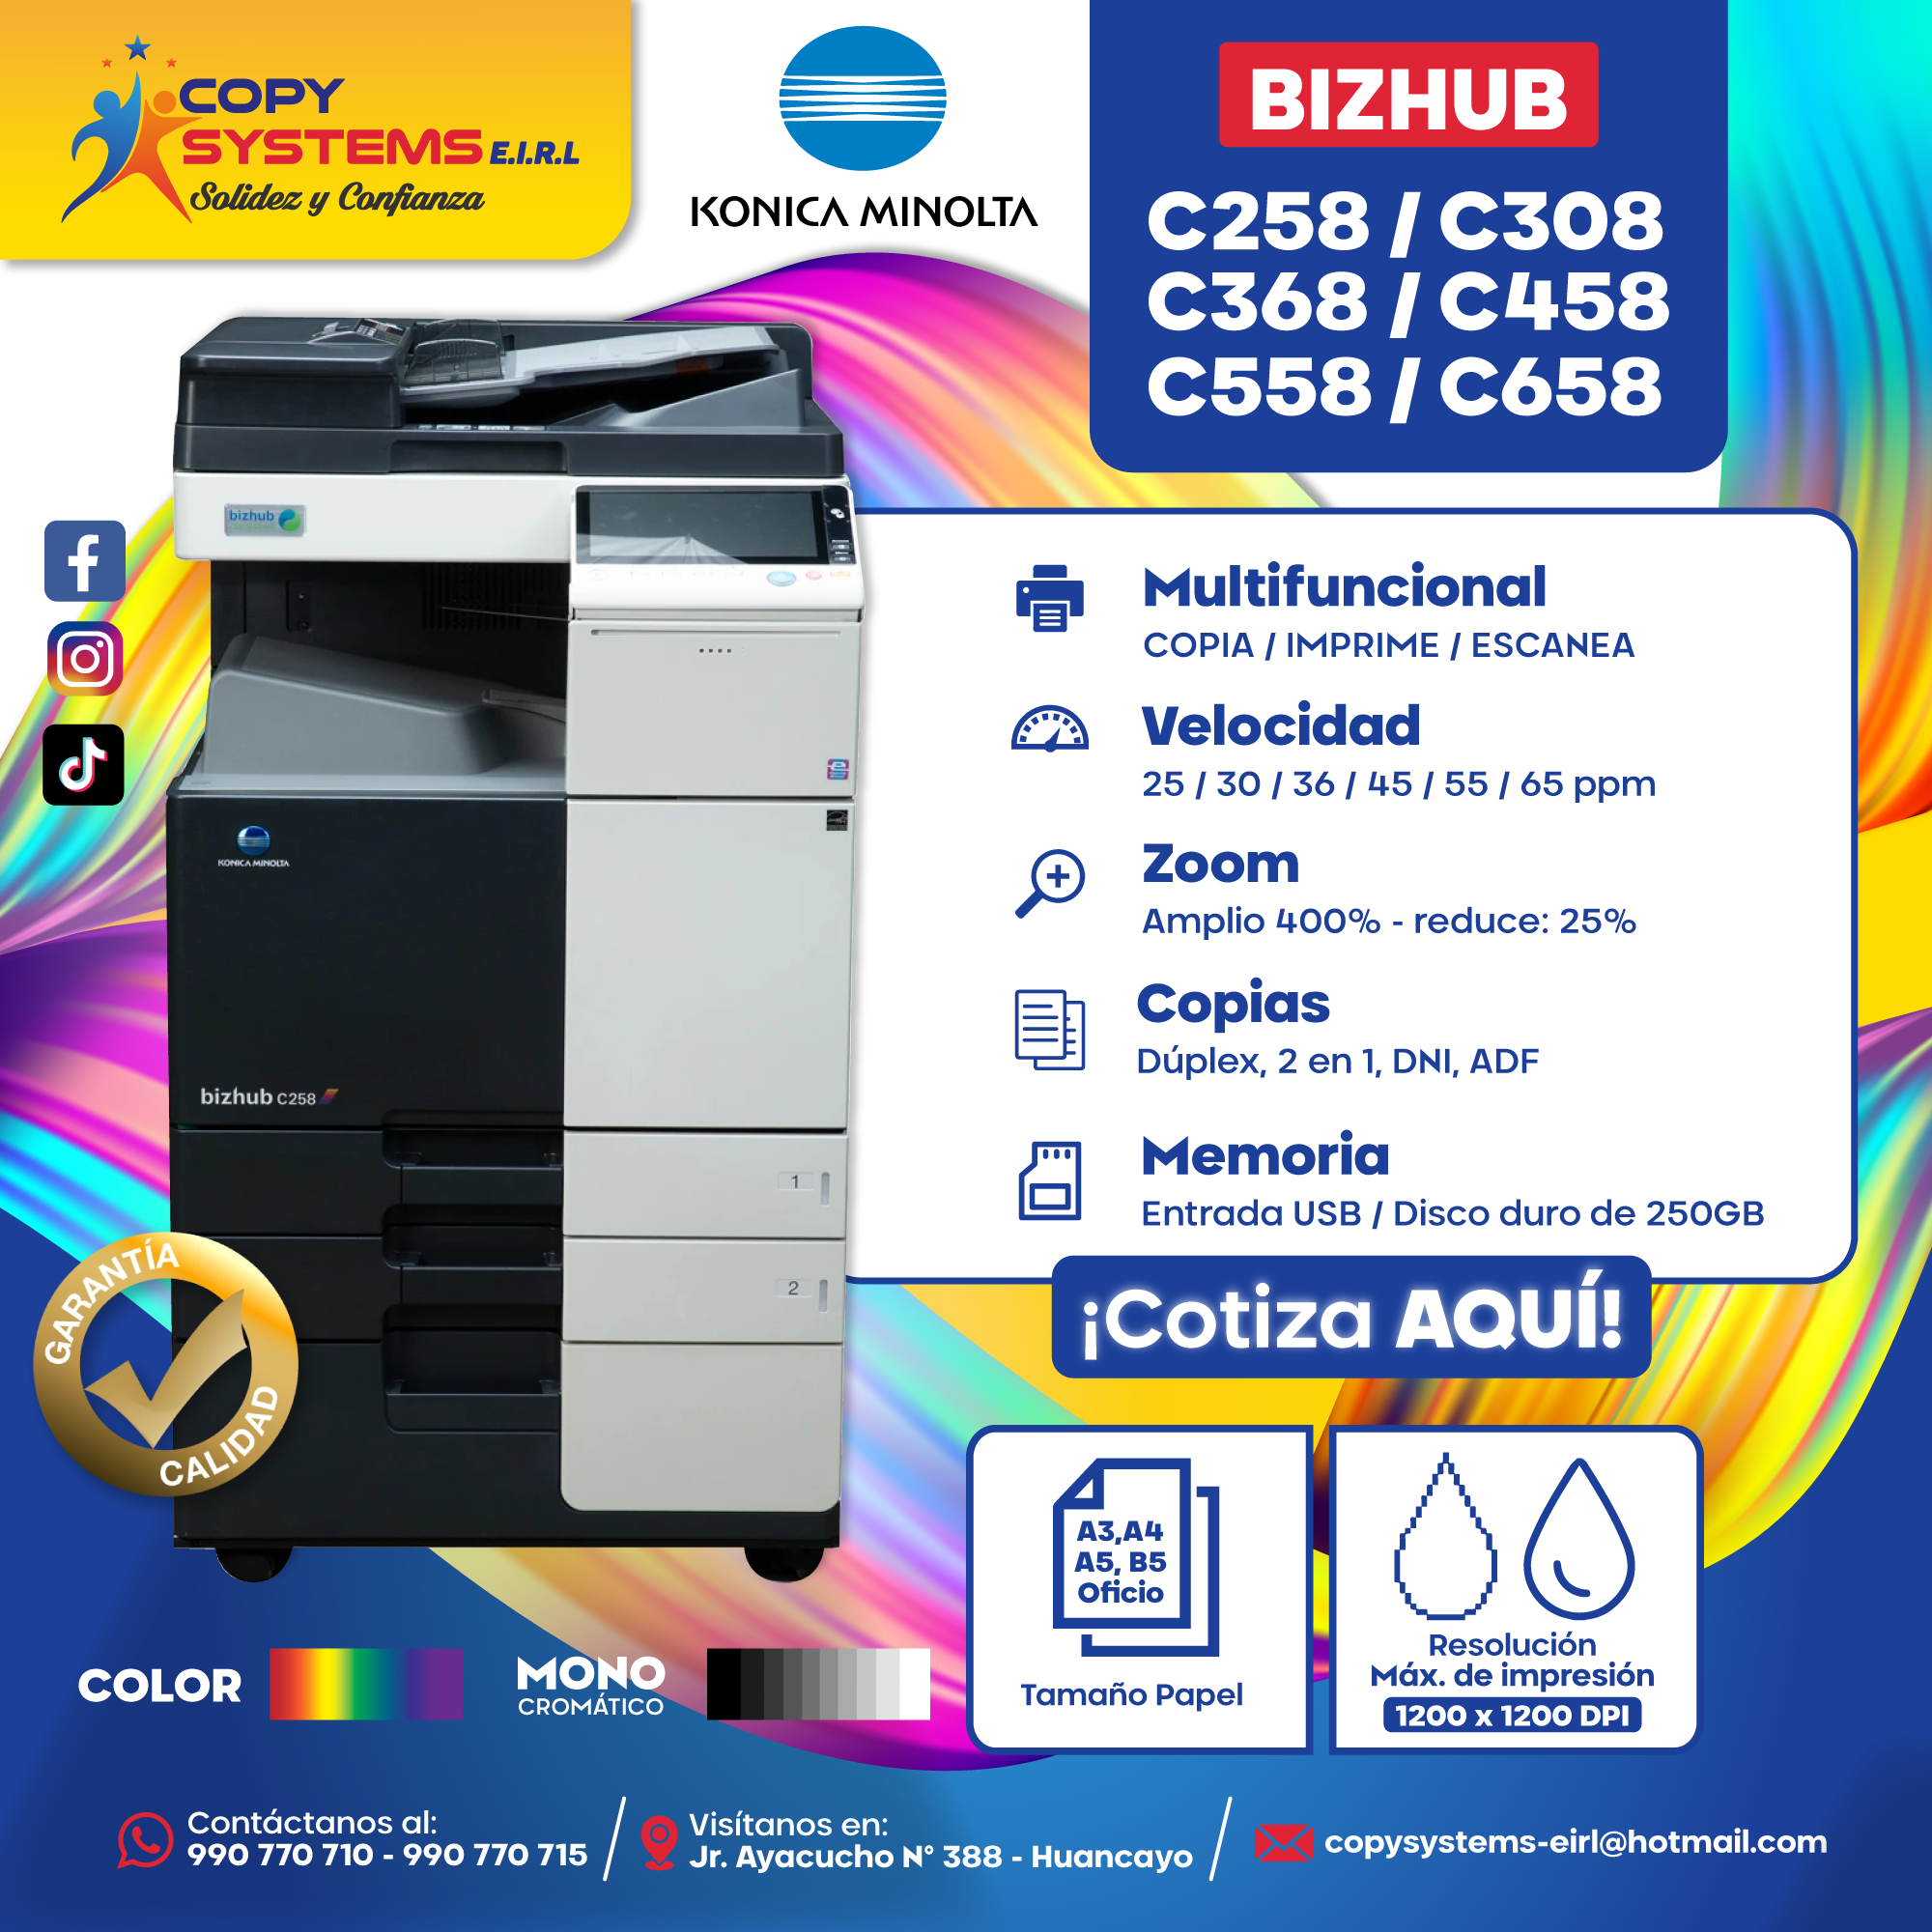 COPY
SYSTEMS E.I.R.L
Solidez y Confianza
KONICA MINOLTA
BIZHUB
C258 / C308
C368 / C458
C558 / C658
bizhub
Multifuncional
COPIA / IMPRIME / ESCANEA
Velocidad
25 / 30 / 36 / 45 / 55 / 65 ppm
Zoom
Amplio 400% - reduce: 25%
Copias
Dúplex, 2 en 1, DNI, ADF
Memoria
Entrada USB / Disco duro de 250GB
KONICA MINOLTA
bizhub C258
1
2
GARANTÍA
CALIDAD
¡Cotiza AQUÍ!
A3,A4
A5, B5
Oficio
Tamaño Papel
Resolución
Máx. de impresión
1200 x 1200 DPI
COLOR
MONO
CROMÁTICO
Contáctanos al:
990 770 710 - 990 770 715
Visítanos en:
Jr. Ayacucho N° 388 - Huancayo
copysystems-eirl@hotmail.com